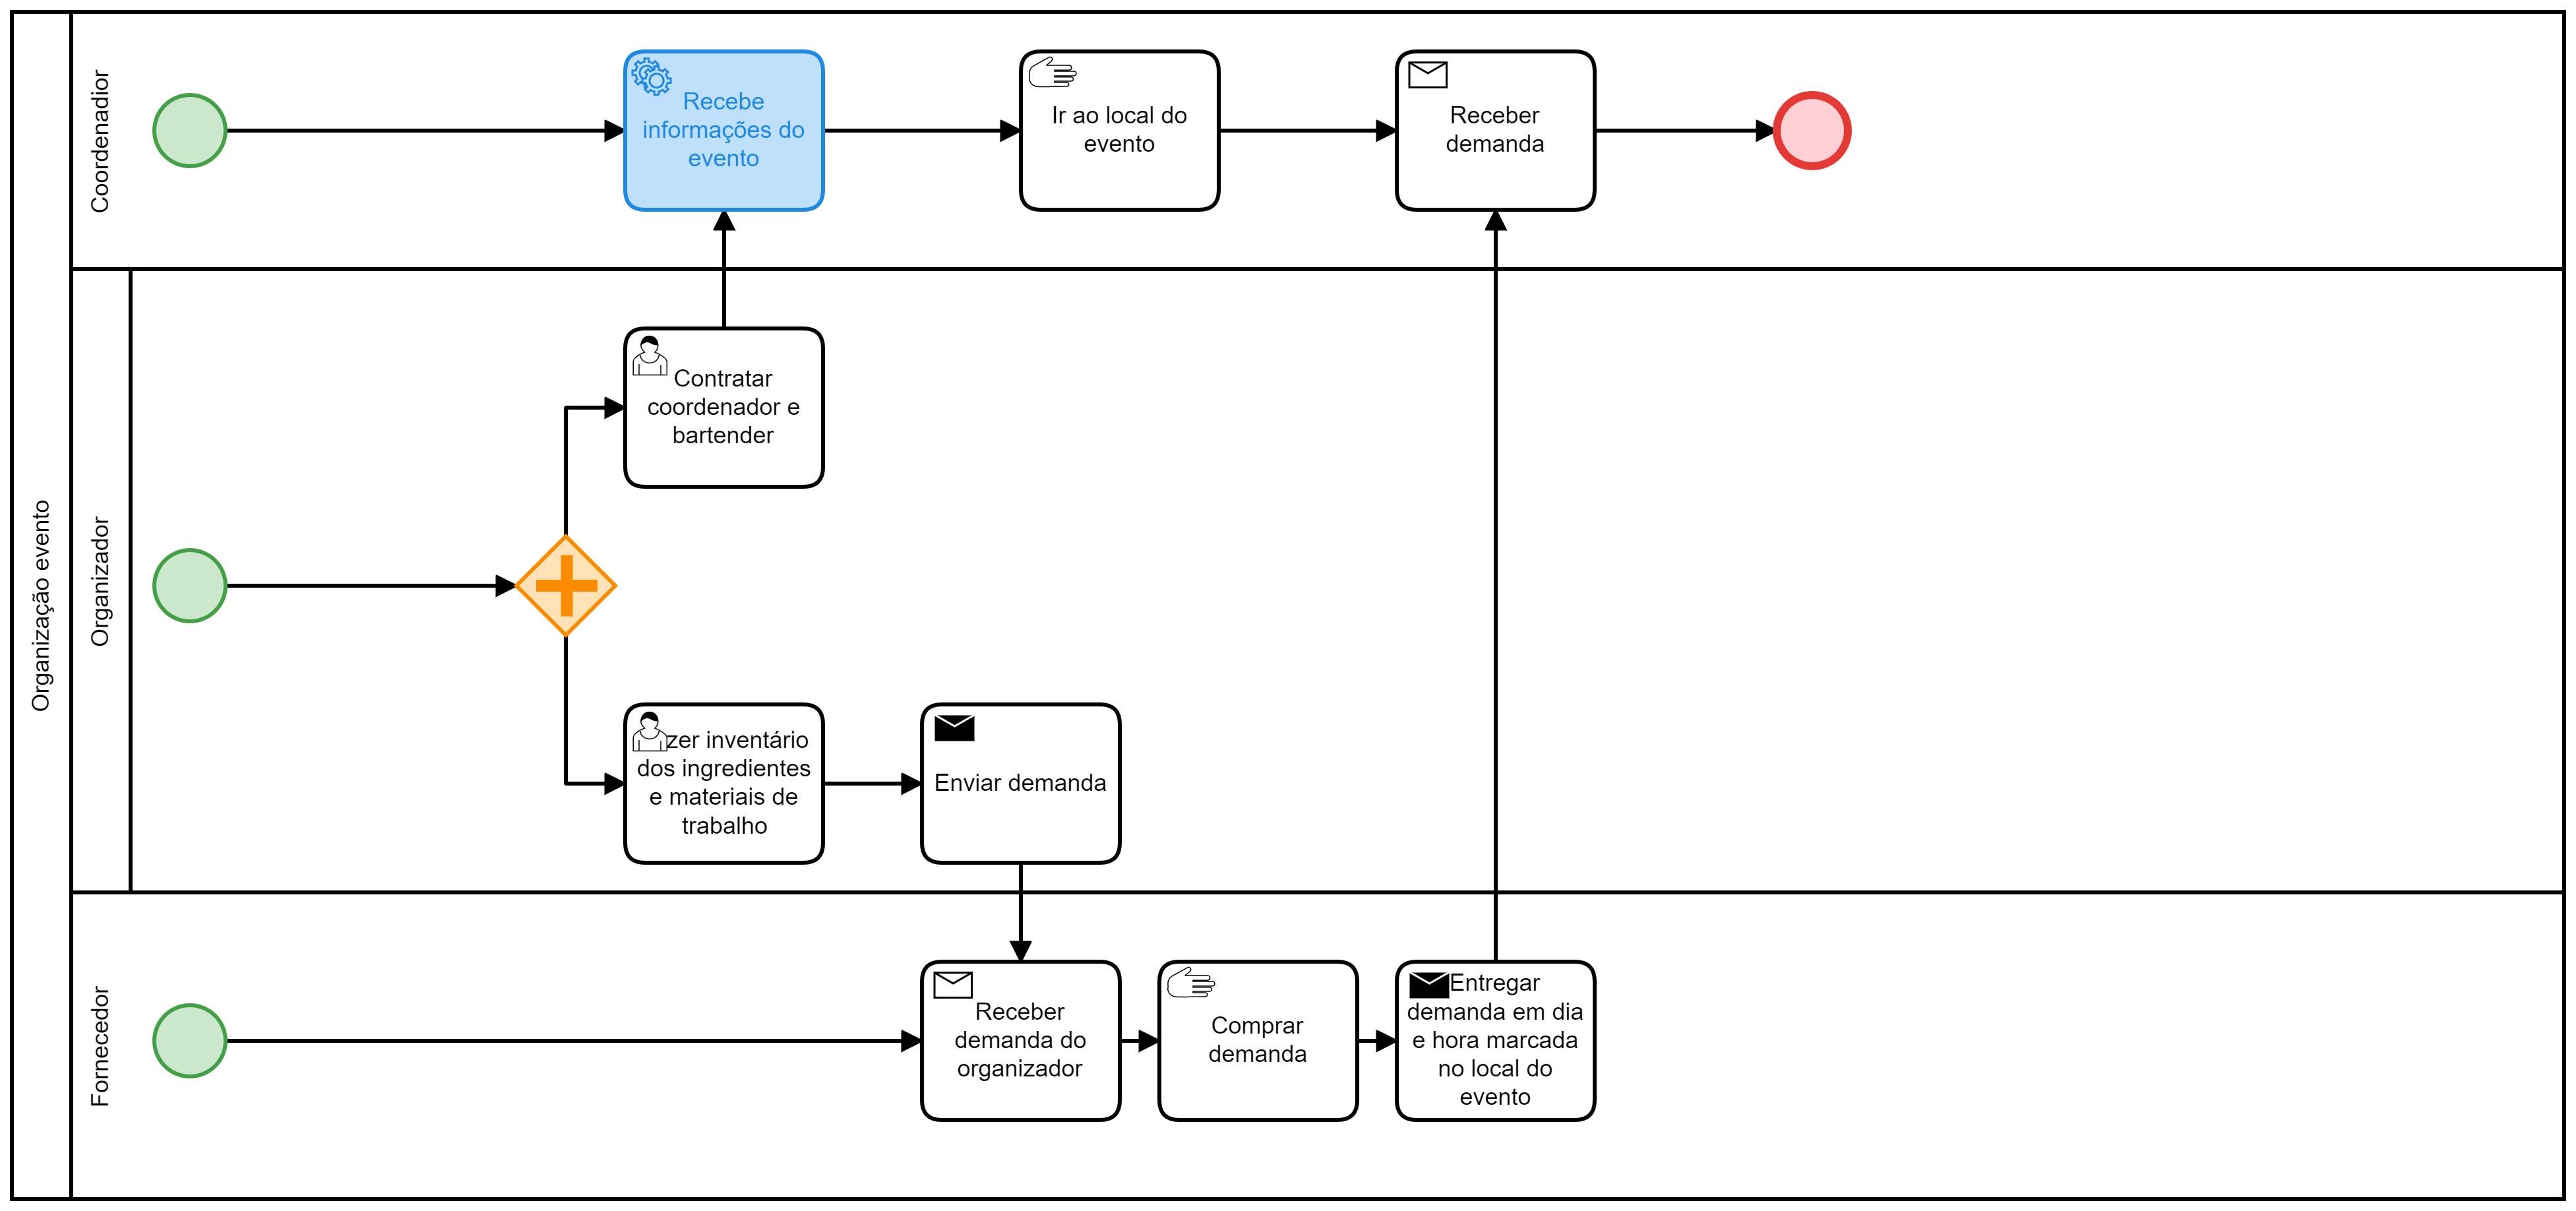 Organização evento
Coordenadior
Recebe
informações do
evento
Ir ao local do
evento
Receber
demanda
Organizador
Contratar
coordenador e
bartender
zer inventário
dos ingredientes
e materiais de
trabalho
Enviar demanda
Fornecedor
Receber
demanda do
organizador
Comprar
demanda
Entregar
demanda em dia
e hora marcada
no local do
evento